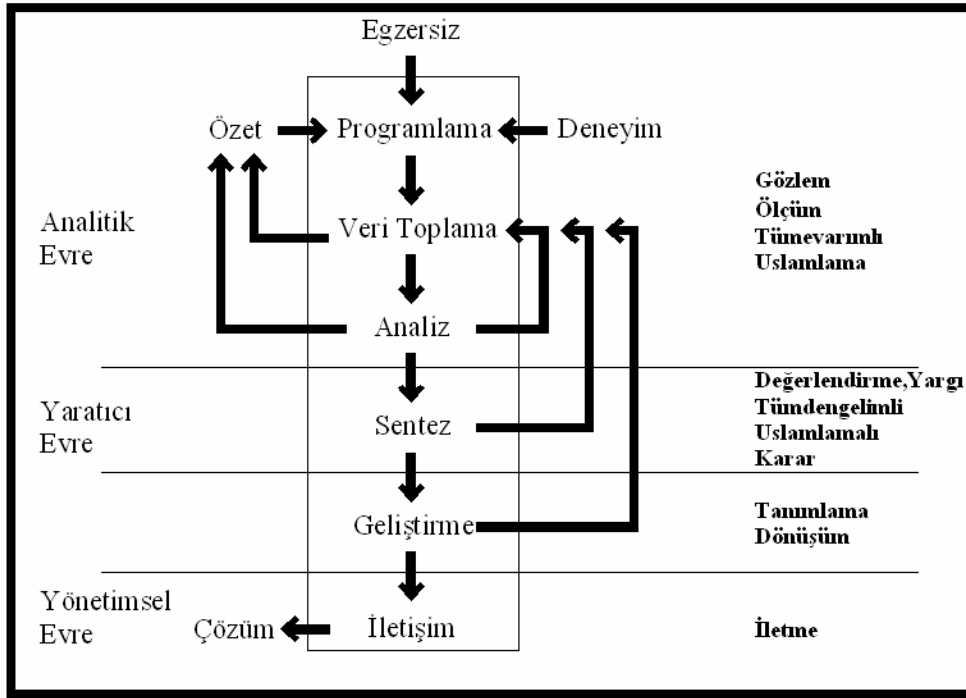 Egzersiz
Özet
Programlama
Deneyim
Analitik
Evre
Veri Toplama
Gözlem
Ölçüm
Tümevarımlı
Uslamlama
Analiz
Yaratıcı
Evre
Sentez
Değerlendirme,Yargı
Tümdengelimli
Uslamlamalı
Karar
Geliştirme
Tanımlama
Dönüşüm
Yönetimsel
Evre
Çözüm
İletişim
İletme